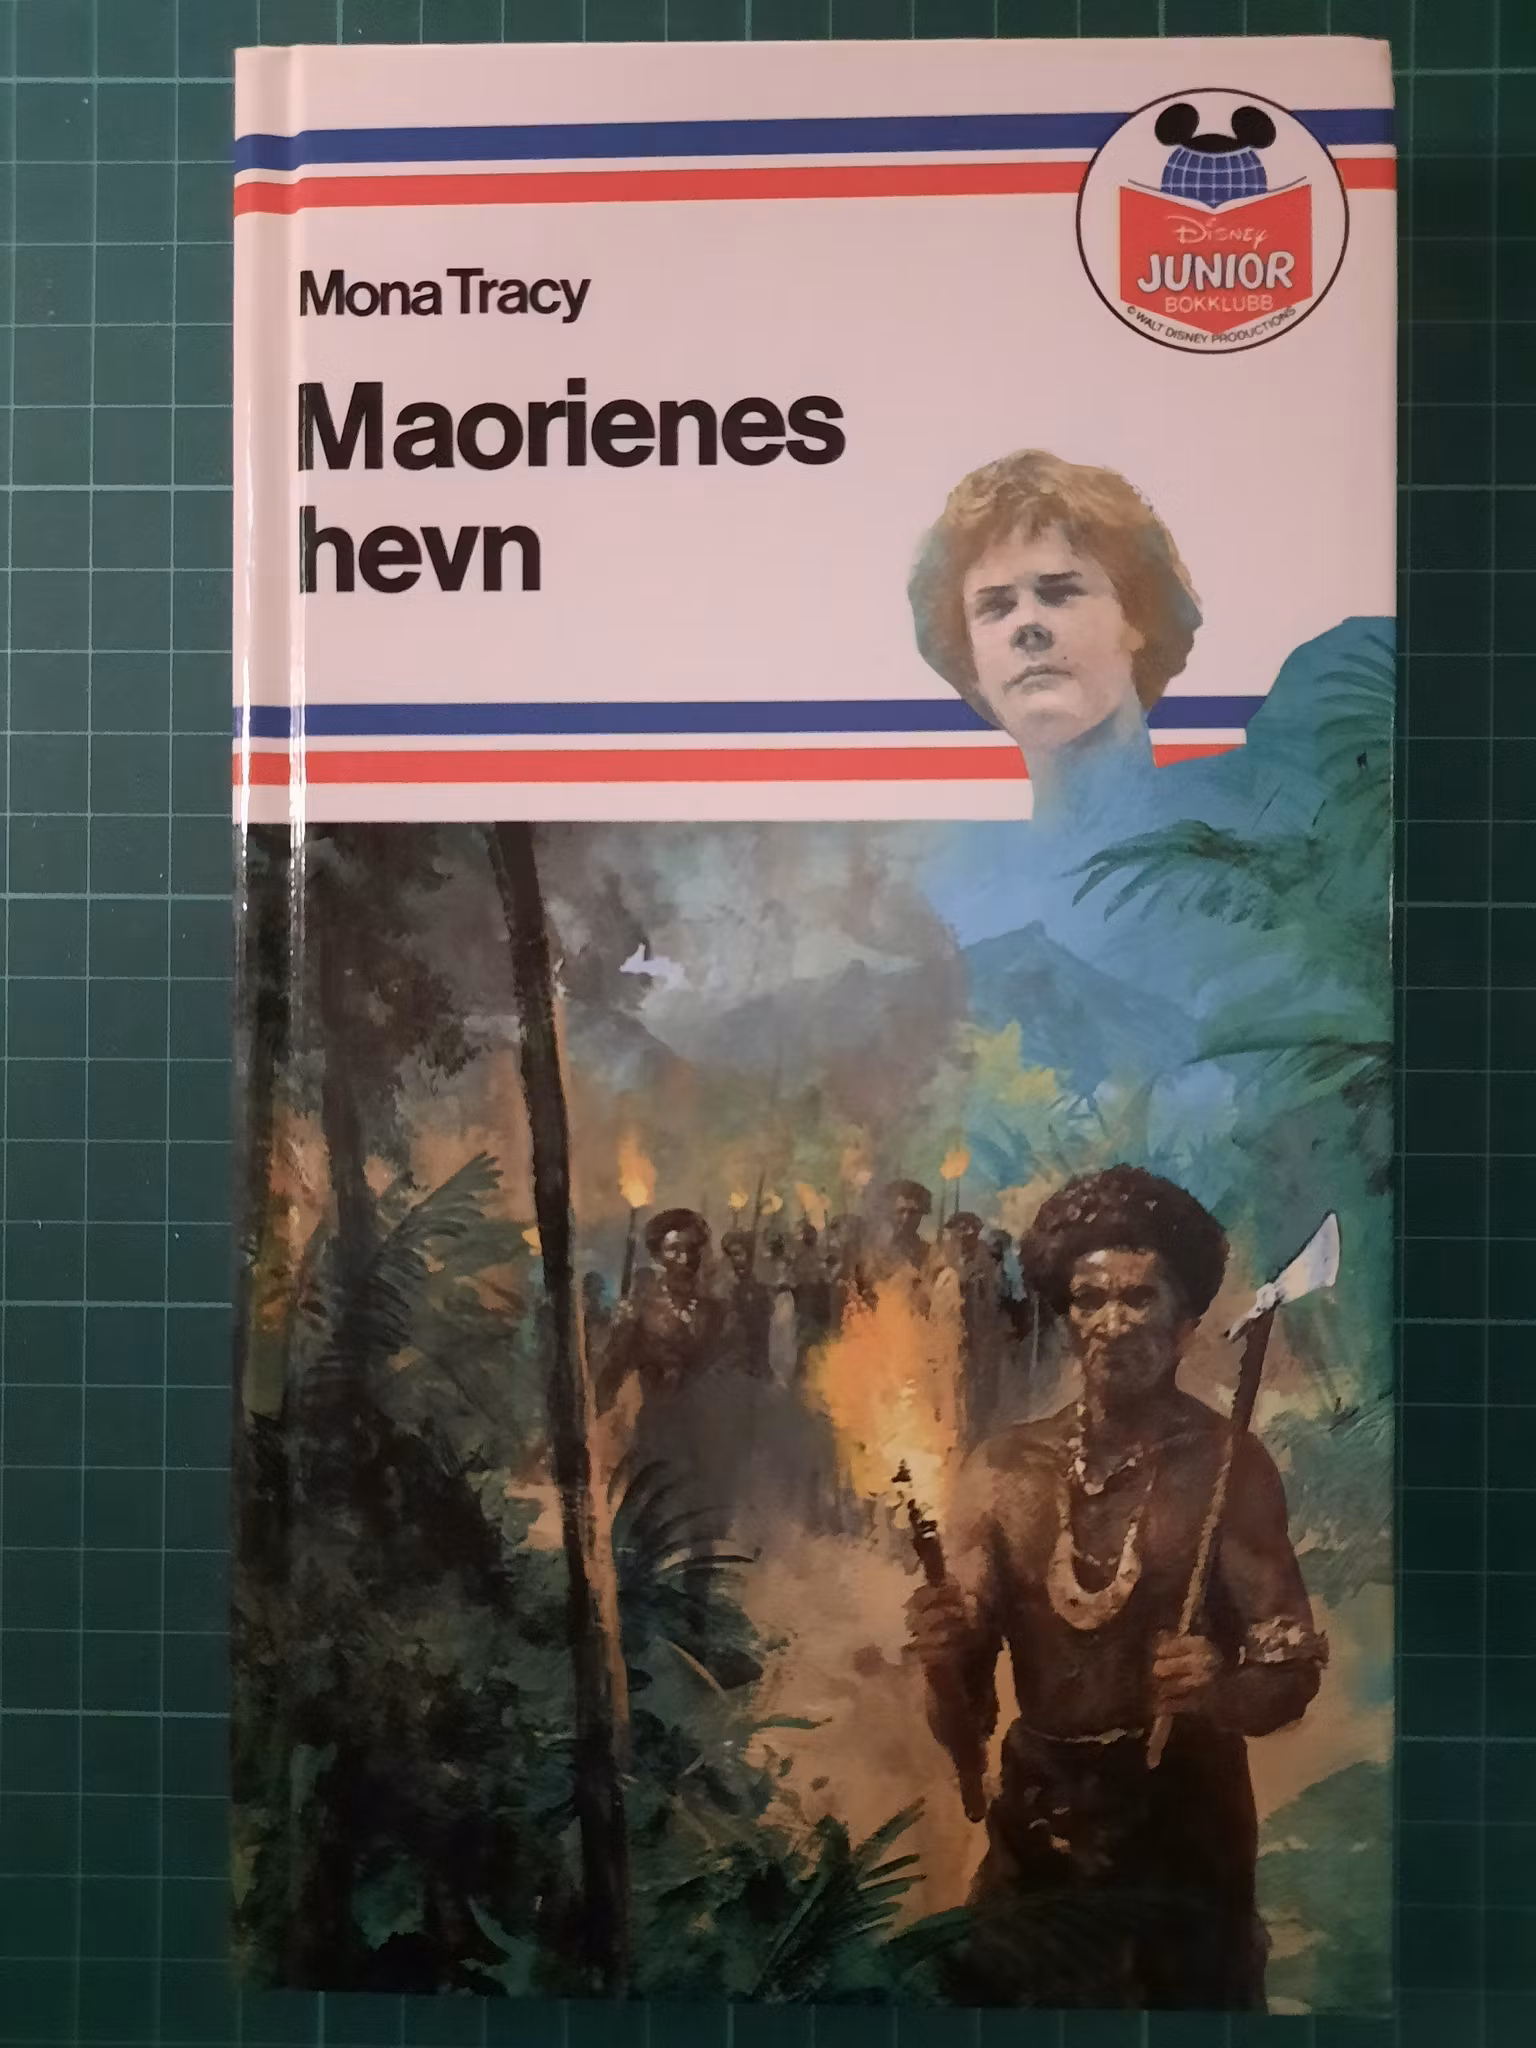 Mona Tracy
Maorienes
hevn
Disney
JUNIOR
BOKKLUBB
© WALT DISNEY PRODUCTIONS